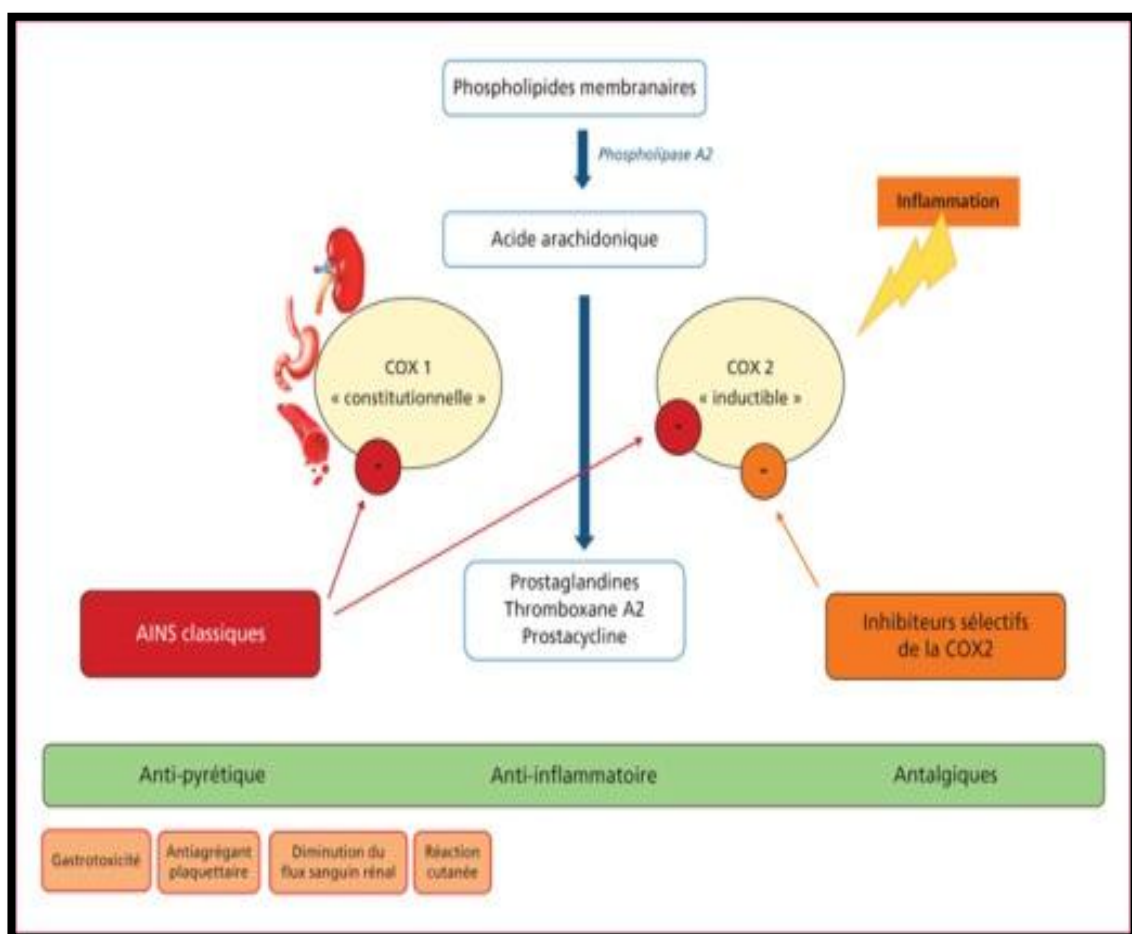 Phospholipides membranaires
Phospholipase A2
Inflammation
Acide arachidonique
COX 1
« constitutionnelle »
COX 2
« inductible »
-
-
-
Prostaglandines
Thromboxane A2
Prostacycline
AINS classiques
Inhibiteurs sélectifs
de la COX2
Anti-pyrétique
Anti-inflammatoire
Antalgiques
Gastrotoxicité
Antiagrégant
plaquettaire
Diminution du
flux sanguin rénal
Réaction
cutanée